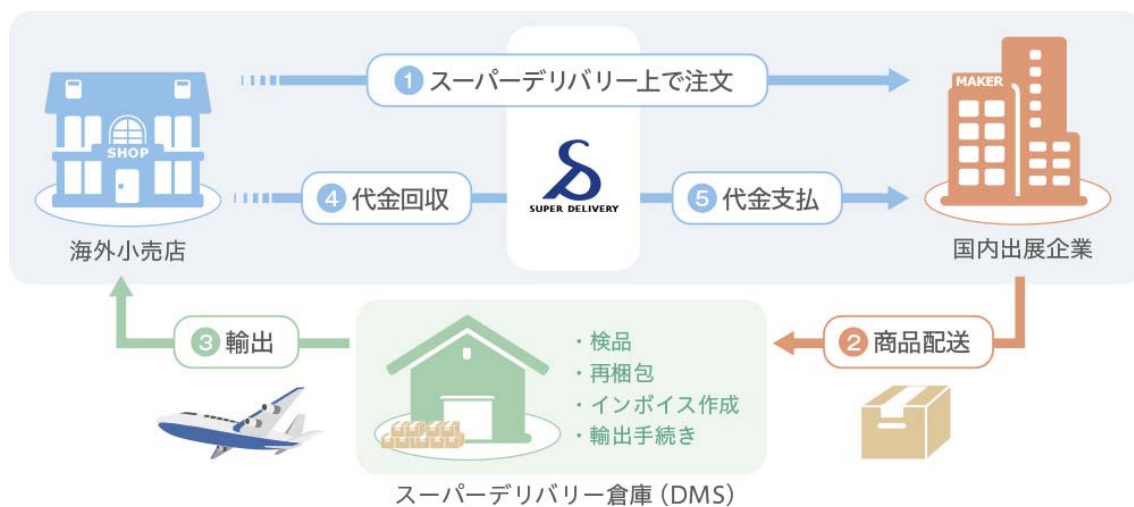 ① スーパーデリバリー上で注文
MAKER
SHOP
SUPER DELIVERY
④ 代金回収
⑤ 代金支払
海外小売店
国内出展企業
③ 輸出
② 商品配送
・検品
・再梱包
・インボイス作成
・輸出手続き
スーパーデリバリー倉庫（DMS）